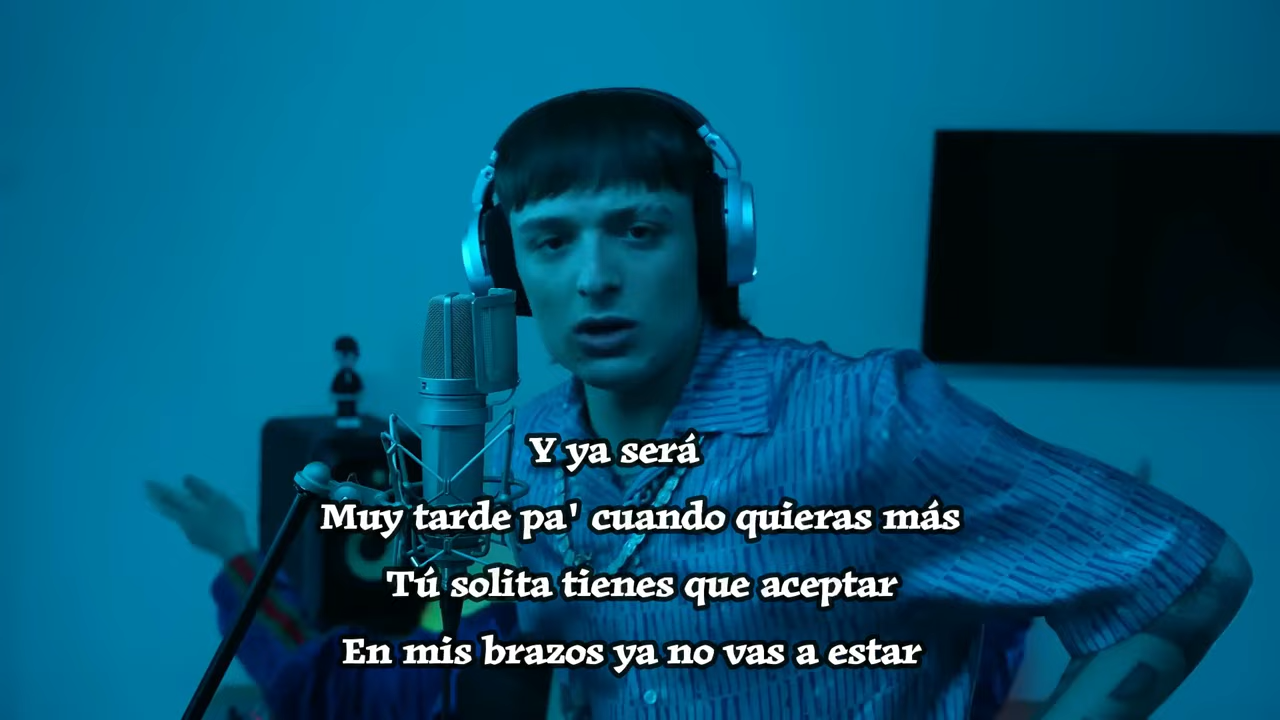 Y ya será
Muy tarde pa' cuando quieras más
Tú solita tienes que aceptar
En mis brazos ya no vas a estar